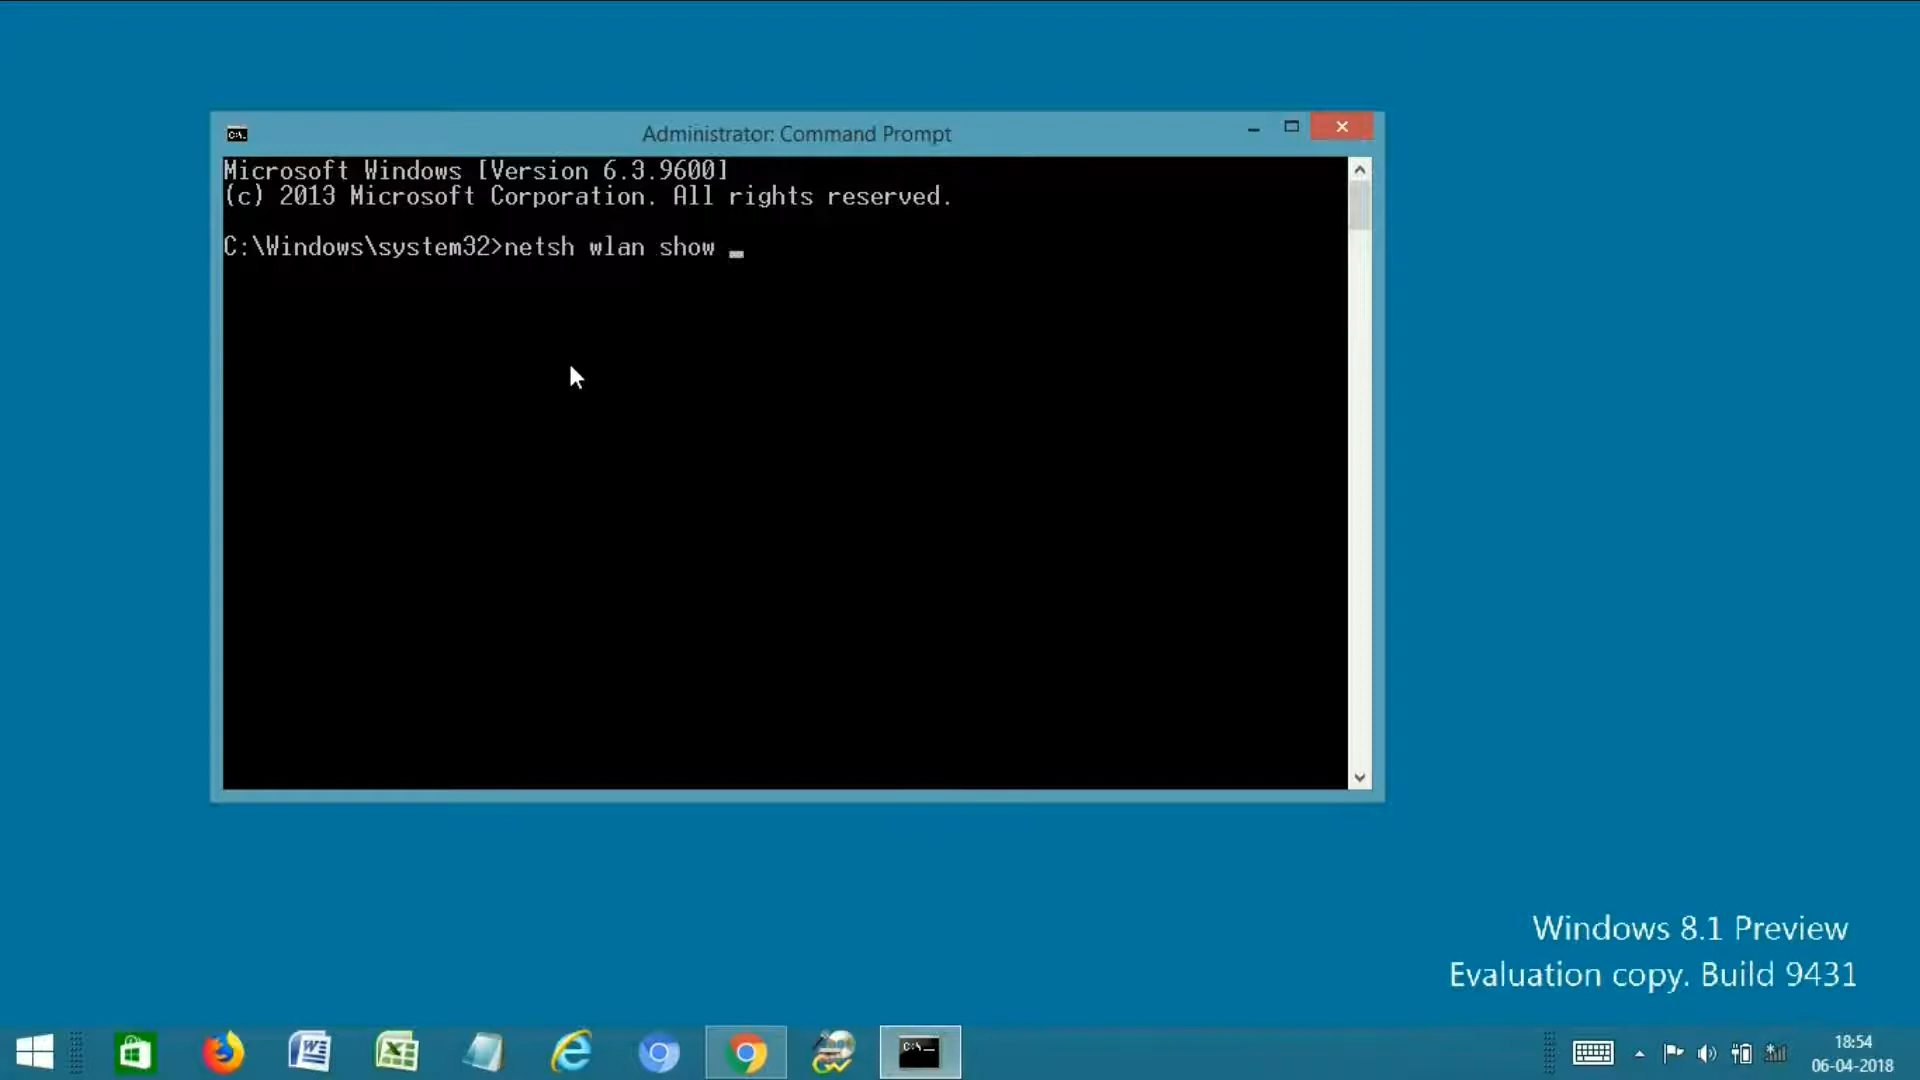 Administrator: Command Prompt
Microsoft Windows [Version 6.3.9600]
(c) 2013 Microsoft Corporation. All rights reserved.
C:\Windows\system32>netsh wlan show _
Windows 8.1 Preview
Evaluation copy. Build 9431
18:54
06-04-2018